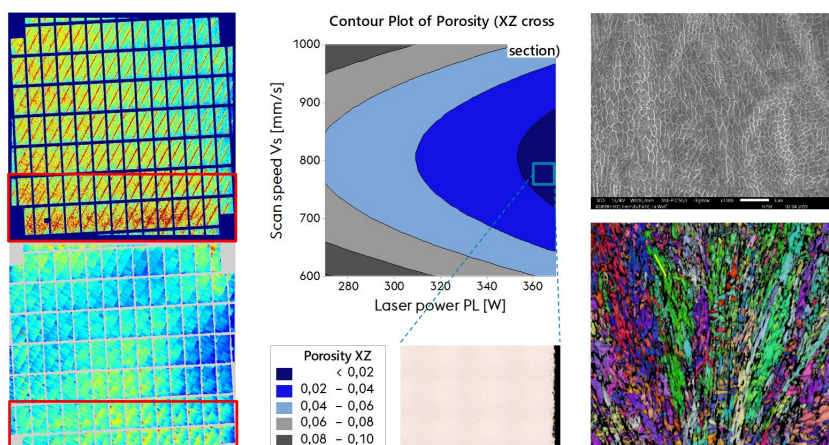 Contour Plot of Porosity (XZ cross
section)
1000
900
800
700
600
Scam speed Vs [mm/s]
280 300 320 340 360
Laser power PL [W]
Porosity XZ
< 0,02
0,02 – 0,04
0,04 – 0,06
0,06 – 0,08
0,08 – 0,10